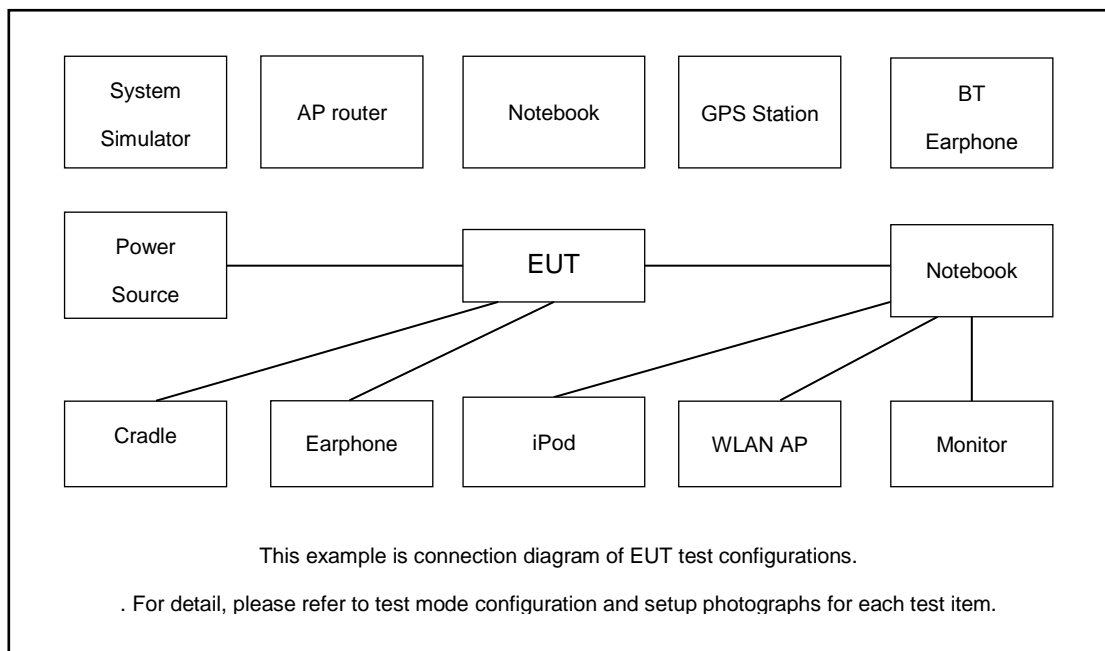 System
Simulator
AP router
Notebook
GPS Station
BT
Earphone
Power
Source
EUT
Notebook
Cradle
Earphone
iPod
WLAN AP
Monitor
This example is connection diagram of EUT test configurations.
. For detail, please refer to test mode configuration and setup photographs for each test item.